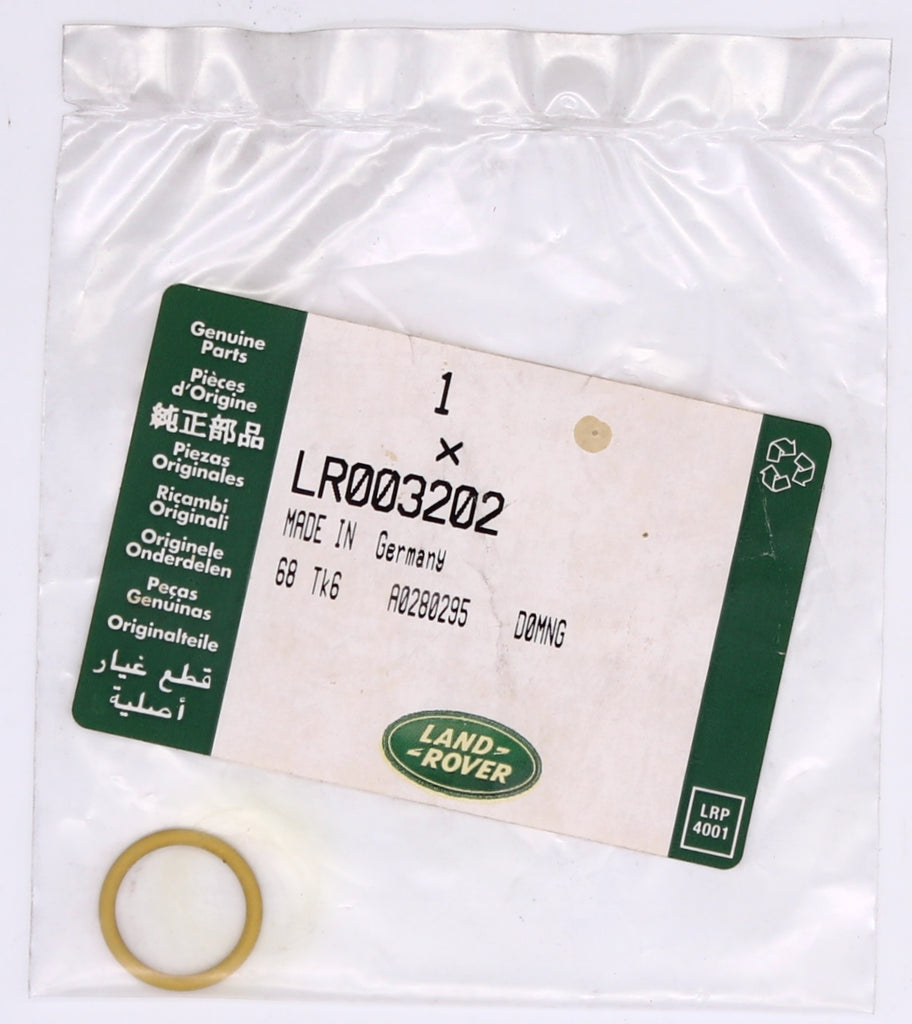 Genuine
Parts
Pièces
d'Origine
純正部品
Piezas
Originales
Ricambi
Originali
Originele
Onderdelen
Peças
Genúinas
Originalteile
قطع غيار
أصلية
1
x
LR003202
MADE IN Germany
68 Tk6 A0280295 D0MNG
LAND
ROVER
LRP
4001